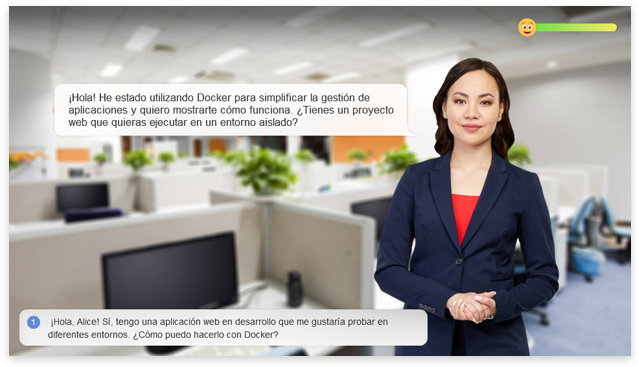 ¡Hola! He estado utilizando Docker para simplificar la gestión de
aplicaciones y quiero mostrarte cómo funciona. ¿Tienes un proyecto
web que quieras ejecutar en un entorno aislado?
1 ¡Hola, Alice! Sí, tengo una aplicación web en desarrollo que me gustaría probar en
diferentes entornos. ¿Cómo puedo hacerlo con Docker?